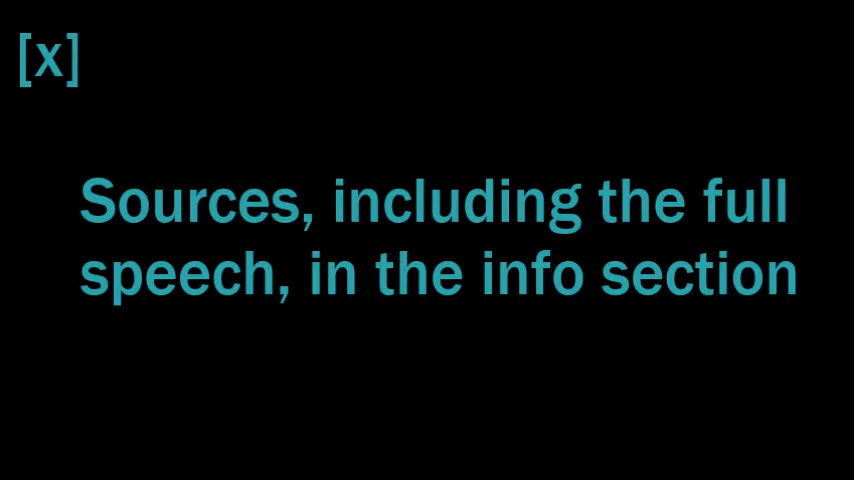 [x]
Sources, including the full
speech, in the info section